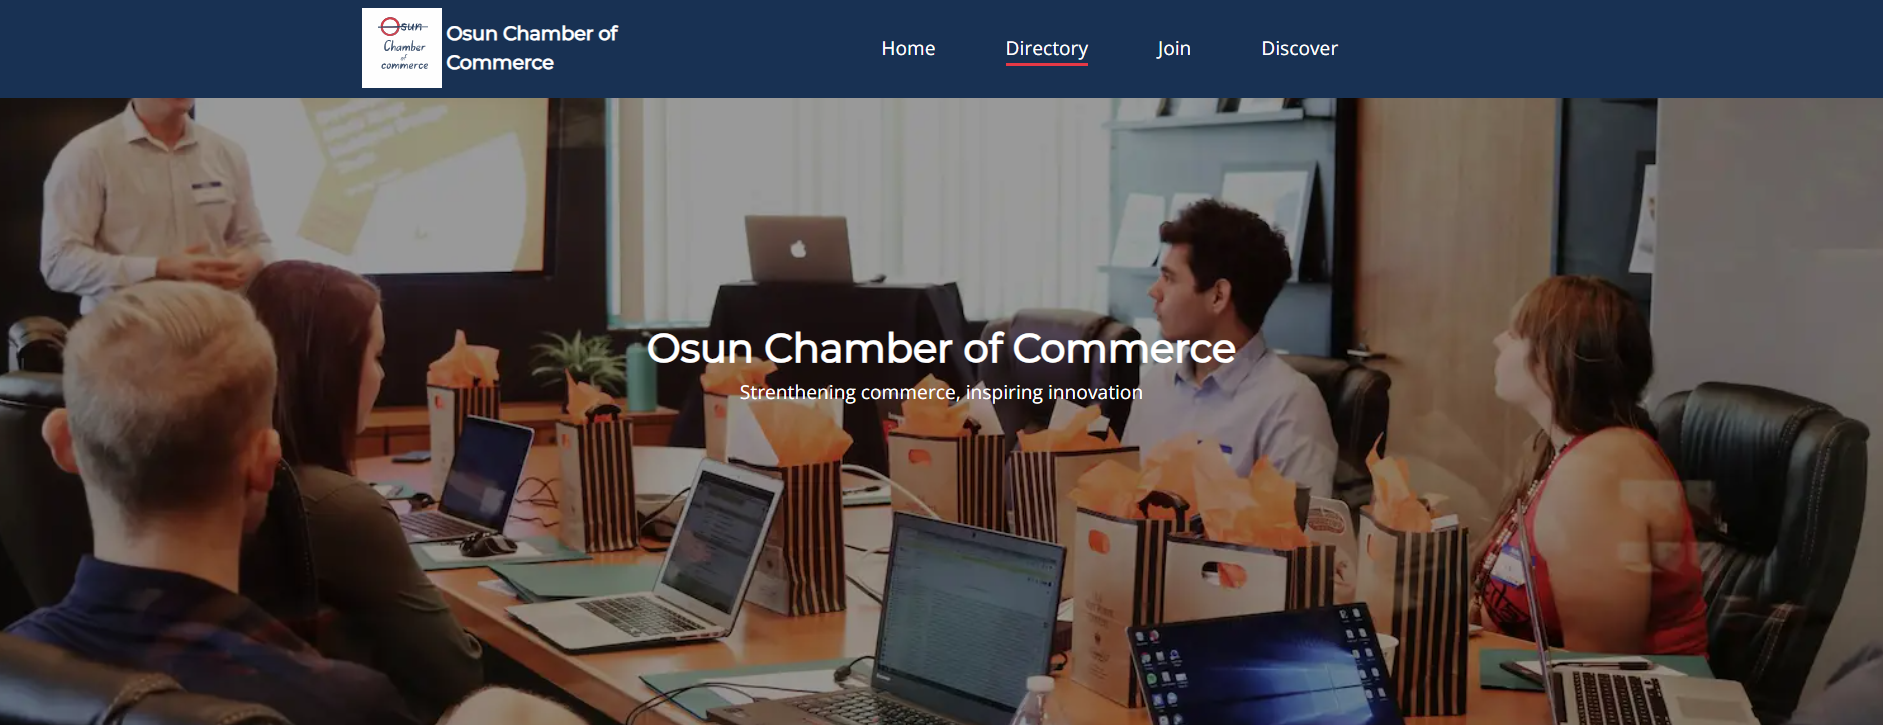 Osun
Chamber
of
commerce
Osun Chamber of
Commerce
Home
Directory
Join
Discover
Osun Chamber of Commerce
Strenthening commerce, inspiring innovation